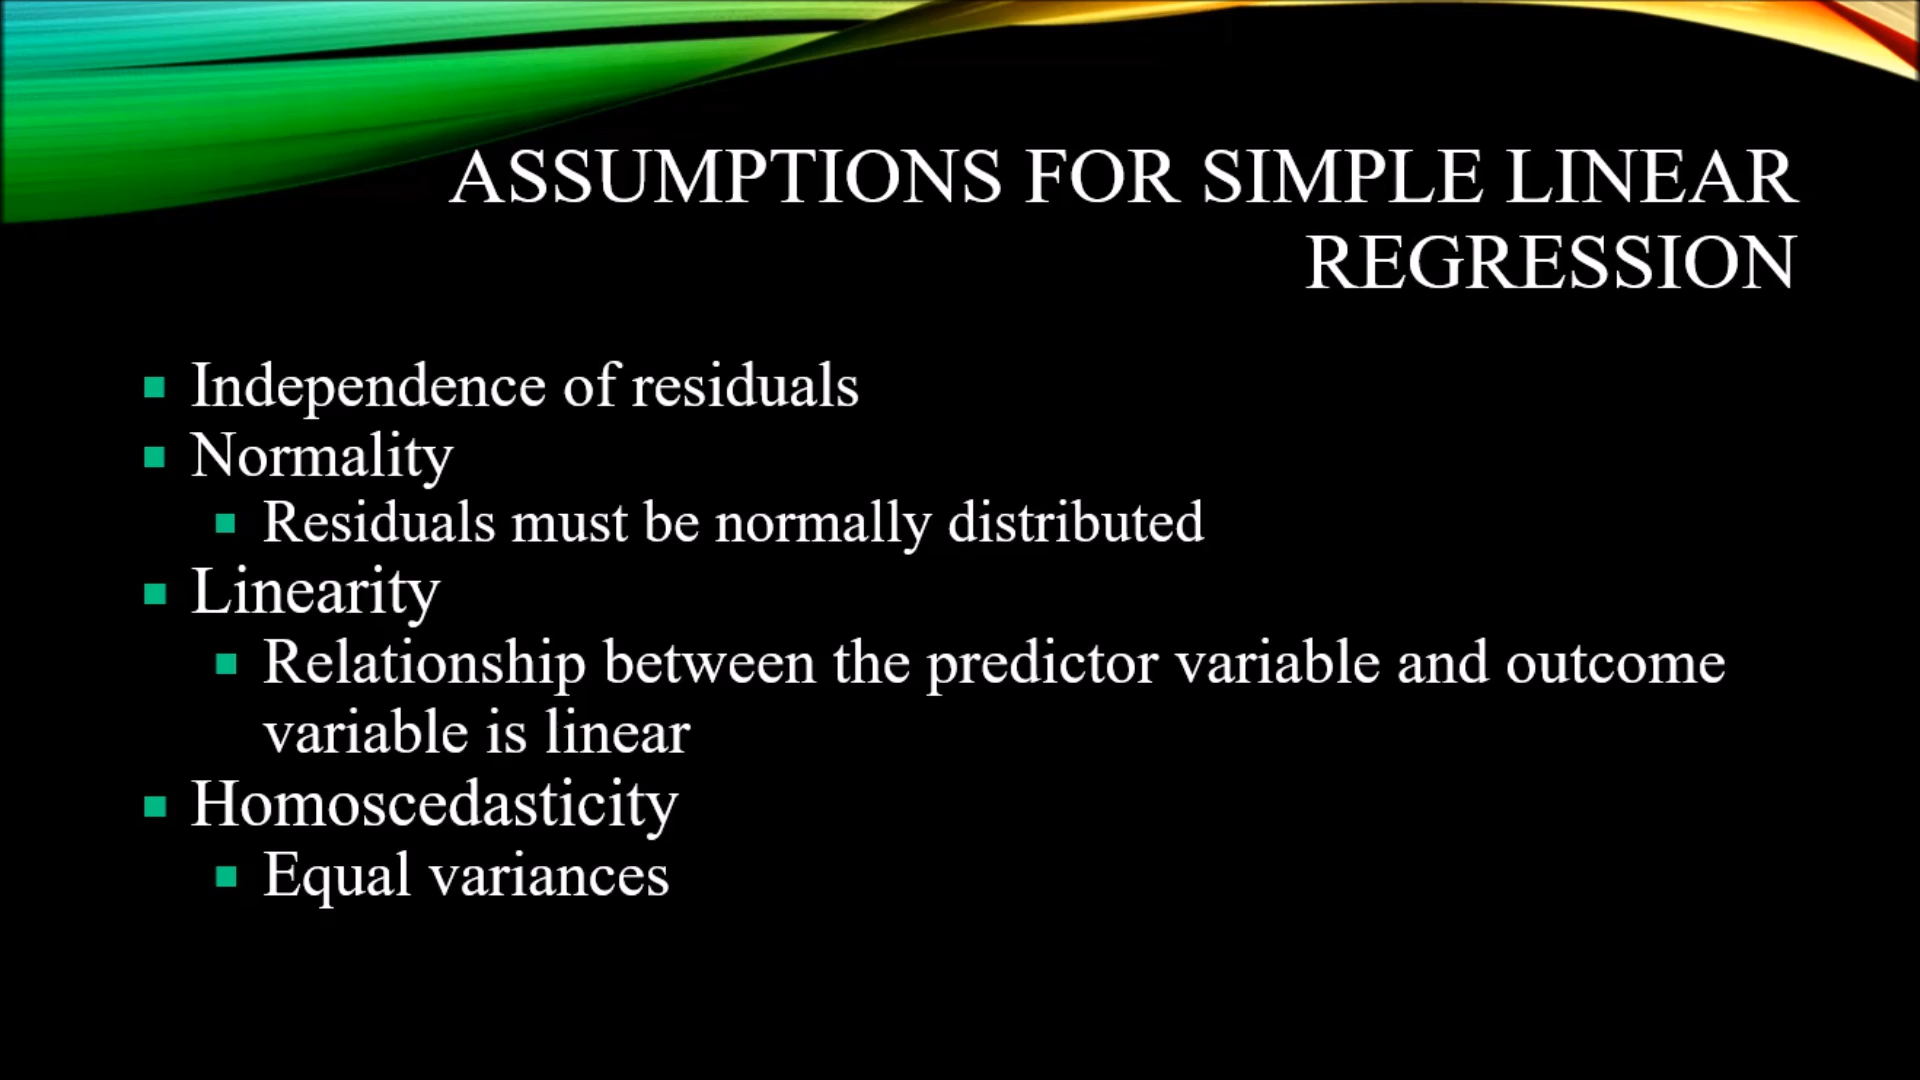 ASSUMPTIONS FOR SIMPLE LINEAR
REGRESSION
Independence of residuals
Normality
Residuals must be normally distributed
Linearity
Relationship between the predictor variable and outcome
variable is linear
Homoscedasticity
Equal variances